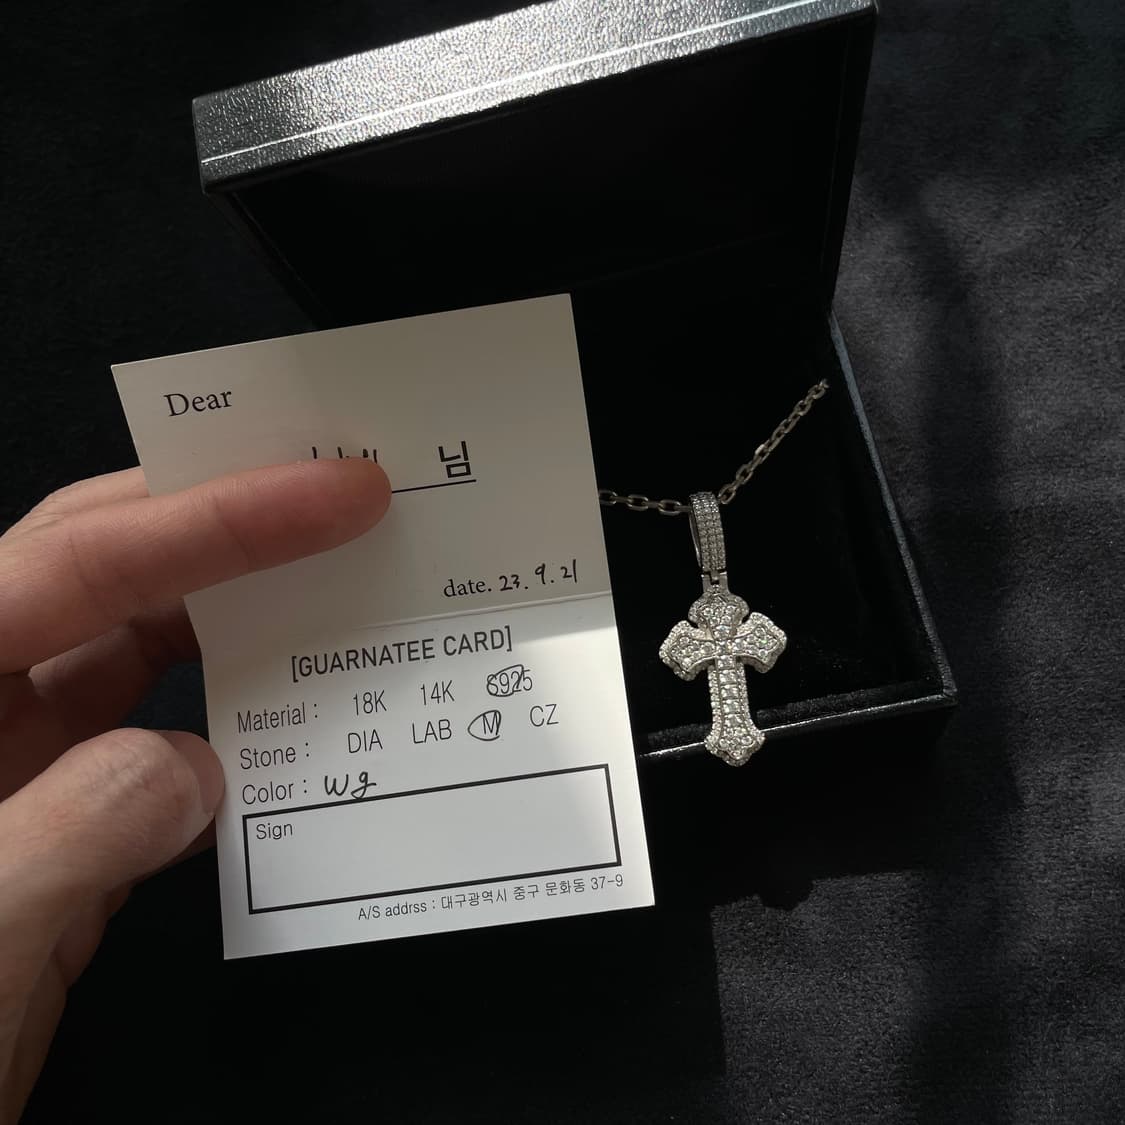 Dear
님
date. 23. 9. 21
[GUARNATEE CARD]
Material : 18K 14K S925
Stone : DIA LAB M CZ
Color : wg
Sign
A/S addrss : 대구광역시 중구 문화동 37-9